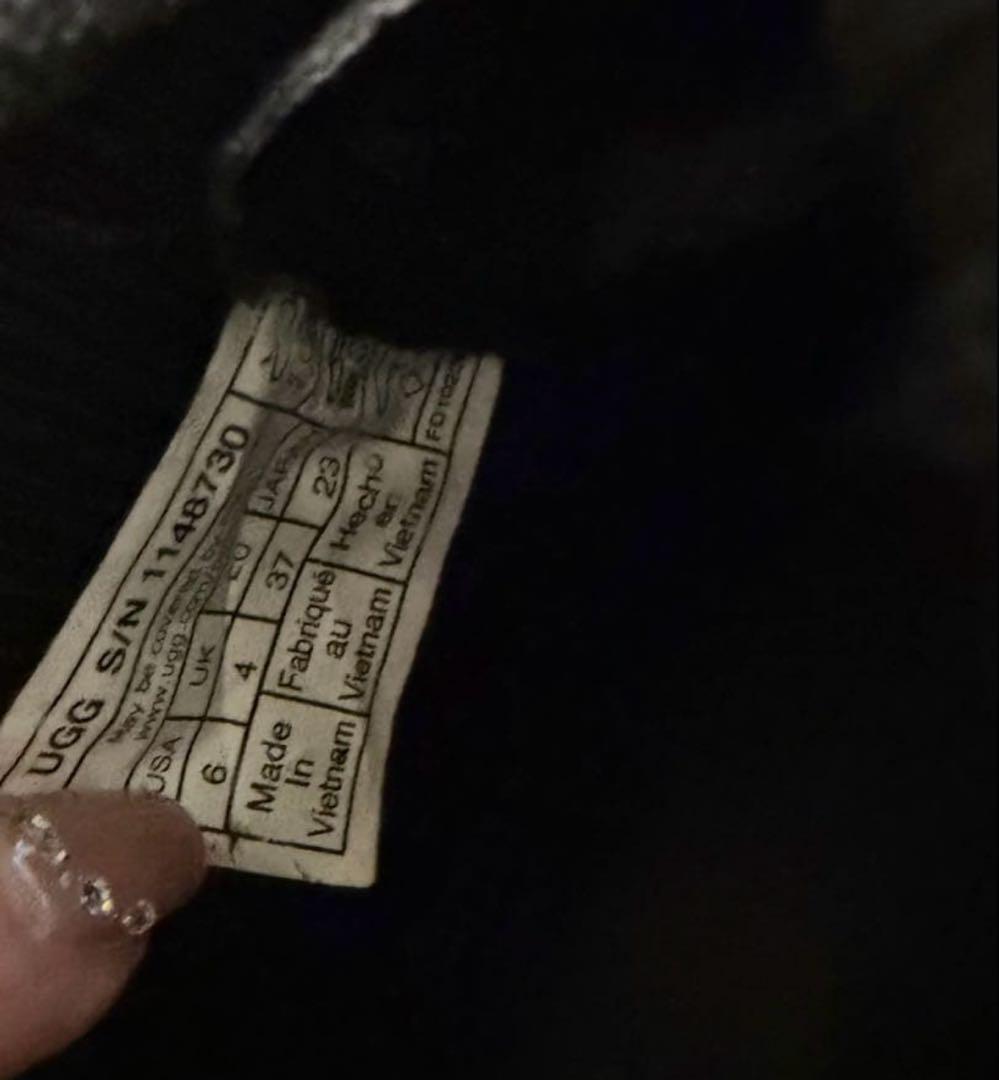 UGG S/N 1148730
May be covered by
www.ugg.com/
USA UK EU
6 4 37 23
Made Fabriqué Hecho
In au en
Vietnam Vietnam Vietnam